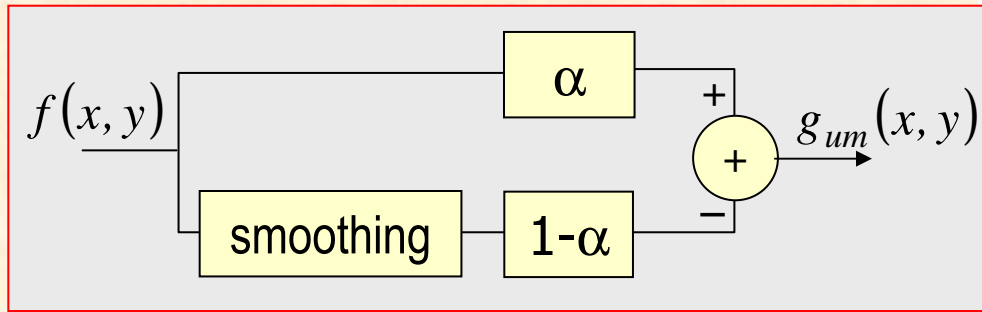 α
+
f(x, y)
g_um(x, y)
+
−
smoothing
1-α